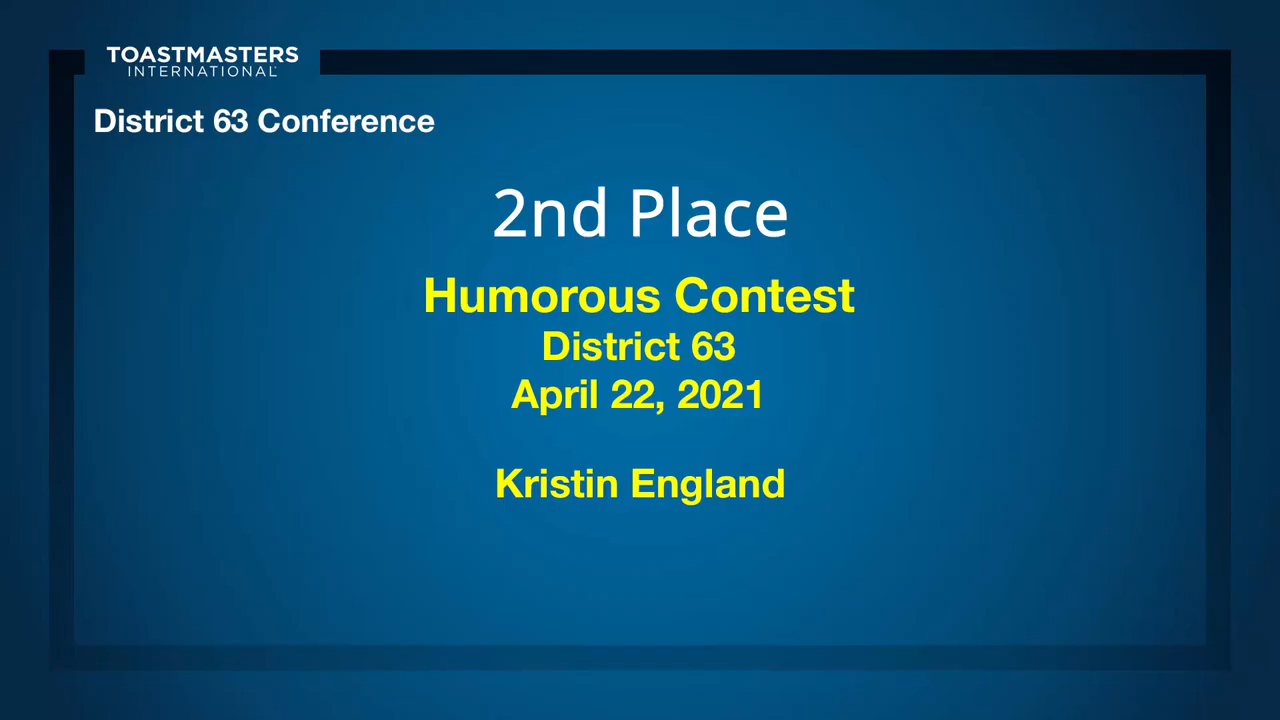 TOASTMASTERS
INTERNATIONAL
District 63 Conference
2nd Place
Humorous Contest
District 63
April 22, 2021
Kristin England